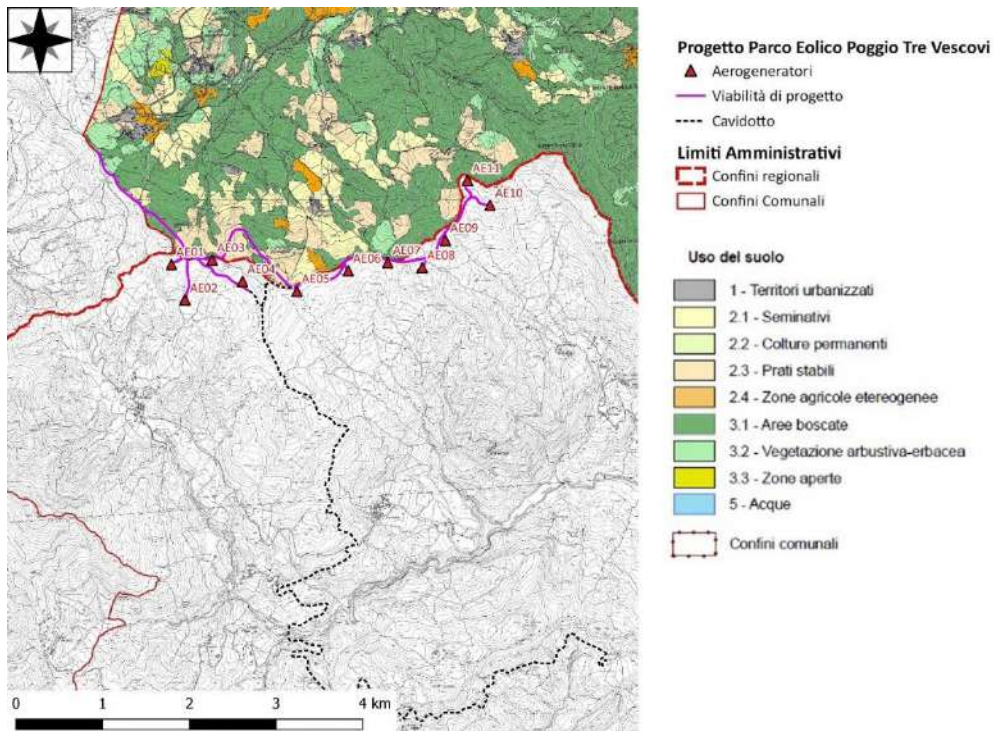 AE11
AE10
AE09
AE08
AE07
AE06
AE05
AE04
AE03
AE01
AE02
0 1 2 3 4 km
Progetto Parco Eolico Poggio Tre Vescovi
Aerogeneratori
Viabilità di progetto
Cavidotto
Limiti Amministrativi
Confini regionali
Confini Comunali
Uso del suolo
1 - Territori urbanizzati
2.1 - Seminativi
2.2 - Colture permanenti
2.3 - Prati stabili
2.4 - Zone agricole etereogenee
3.1 - Aree boscate
3.2 - Vegetazione arbustiva-erbacea
3.3 - Zone aperte
5 - Acque
Confini comunali